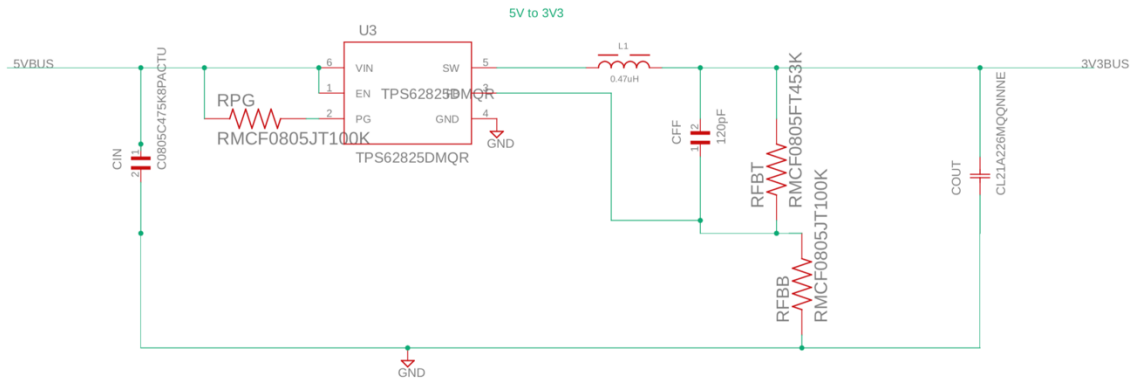 5V to 3V3
U3
5VBUS
3V3BUS
L1
0.47uH
6
VIN
SW
5
1
EN
TPS62825DMQR
3
2
PG
GND
4
GND
TPS62825DMQR
RPG
RMCF0805JT100K
CIN
1
2
C0805C475K8PACTU
CFF
2
1
120pF
RFBT
RMCF0805FT453K
RFBB
RMCF0805JT100K
COUT
CL21A226MQQNNNE
GND